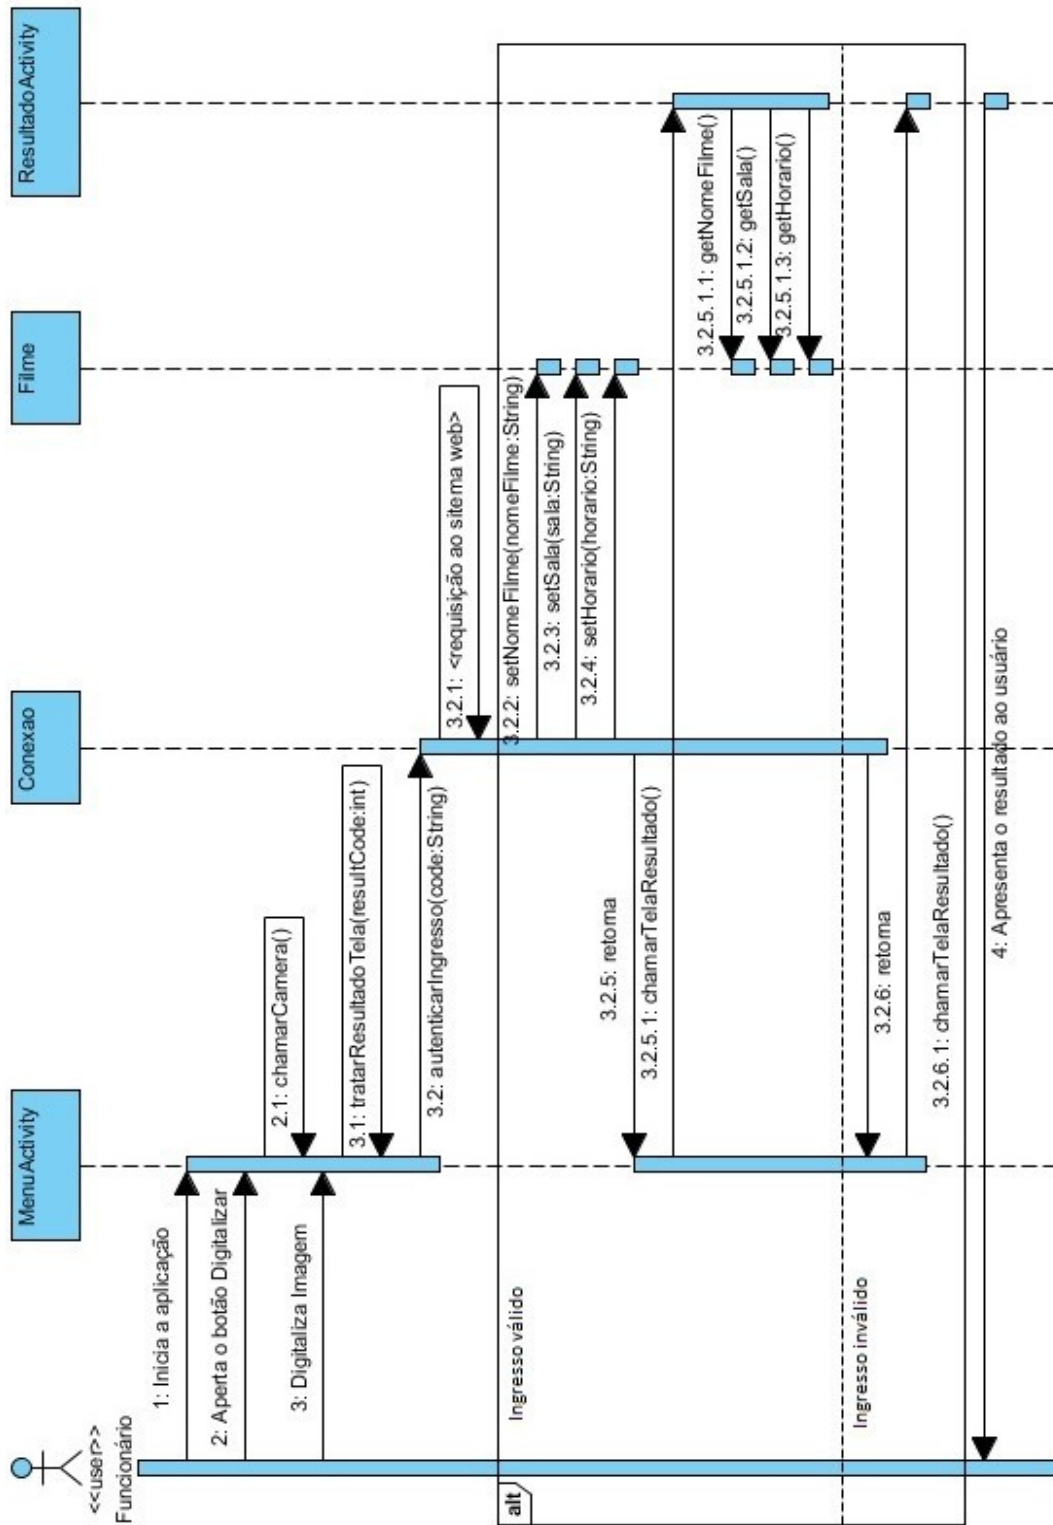 <<user>>
Funcionário
MenuActivity
Conexao
Filme
ResultadoActivity
1: Inicia a aplicação
2: Aperta o botão Digitalizar
2.1: chamarCamera()
3: Digitaliza Imagem
3.1: tratarResultadoTela(resultCode:int)
3.2: autenticarIngresso(code:String)
3.2.1: <requisição ao sitema web>
alt
Ingresso válido
3.2.2: setNomeFilme(nomeFilme:String)
3.2.3: setSala(sala:String)
3.2.4: setHorario(horario:String)
3.2.5: retorna
3.2.5.1: chamarTelaResultado()
3.2.5.1.1: getNomeFilme()
3.2.5.1.2: getSala()
3.2.5.1.3: getHorario()
Ingresso inválido
3.2.6: retorna
3.2.6.1: chamarTelaResultado()
4: Apresenta o resultado ao usuário